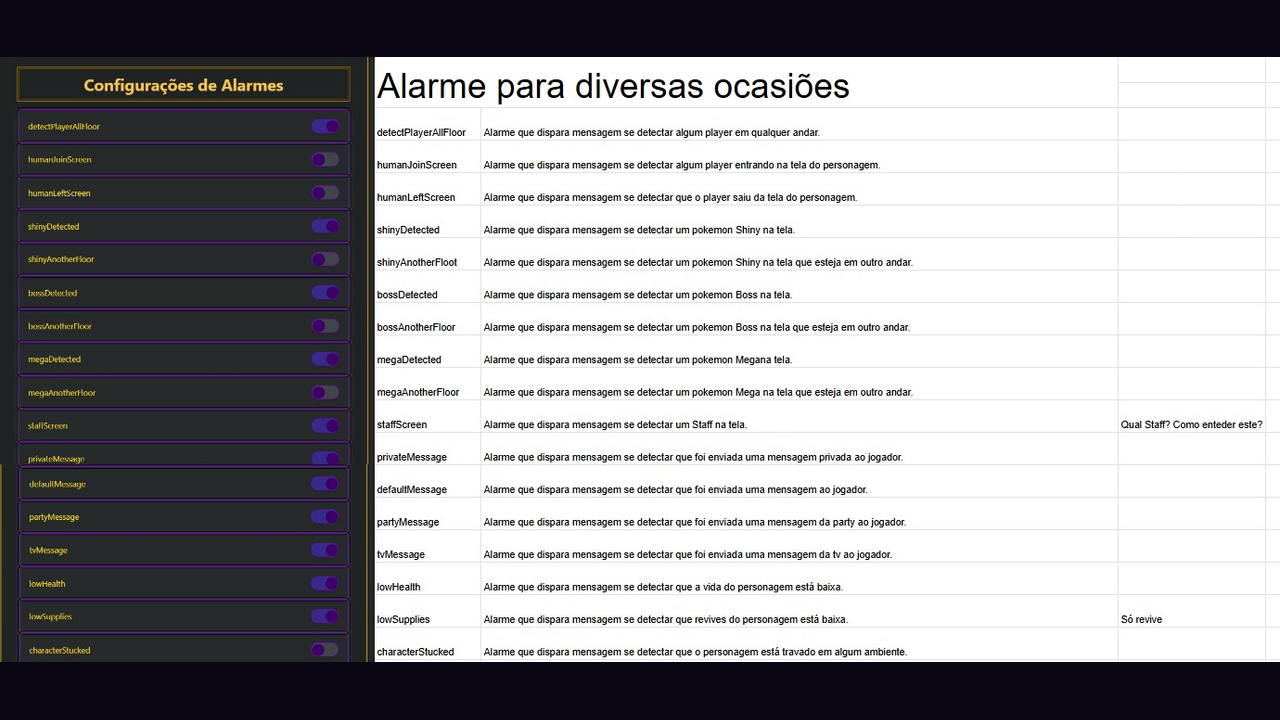 Configurações de Alarmes
detectPlayerAllFloor
humanJoinScreen
humanLeftScreen
shinyDetected
shinyAnotherFloor
bossDetected
bossAnotherFloor
megaDetected
megaAnotherFloor
staffScreen
privateMessage
defaultMessage
partyMessage
tvMessage
lowHealth
lowSupplies
characterStucked
Alarme para diversas ocasiões
detectPlayerAllFloor Alarme que dispara mensagem se detectar algum player em qualquer andar.
humanJoinScreen Alarme que dispara mensagem se detectar algum player entrando na tela do personagem.
humanLeftScreen Alarme que dispara mensagem se detectar que o player saiu da tela do personagem.
shinyDetected Alarme que dispara mensagem se detectar um pokemon Shiny na tela.
shinyAnotherFloot Alarme que dispara mensagem se detectar um pokemon Shiny na tela que esteja em outro andar.
bossDetected Alarme que dispara mensagem se detectar um pokemon Boss na tela.
bossAnotherFloor Alarme que dispara mensagem se detectar um pokemon Boss na tela que esteja em outro andar.
megaDetected Alarme que dispara mensagem se detectar um pokemon Megana tela.
megaAnotherFloor Alarme que dispara mensagem se detectar um pokemon Mega na tela que esteja em outro andar.
staffScreen Alarme que dispara mensagem se detectar um Staff na tela. Qual Staff? Como enteder este?
privateMessage Alarme que dispara mensagem se detectar que foi enviada uma mensagem privada ao jogador.
defaultMessage Alarme que dispara mensagem se detectar que foi enviada uma mensagem ao jogador.
partyMessage Alarme que dispara mensagem se detectar que foi enviada uma mensagem da party ao jogador.
tvMessage Alarme que dispara mensagem se detectar que foi enviada uma mensagem da tv ao jogador.
lowHealth Alarme que dispara mensagem se detectar que a vida do personagem está baixa.
lowSupplies Alarme que dispara mensagem se detectar que revives do personagem está baixa. Só revive
characterStucked Alarme que dispara mensagem se detectar que o personagem está travado em algum ambiente.